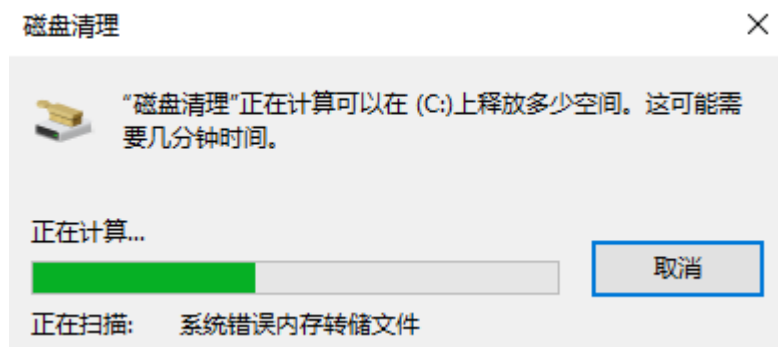 磁盘清理
“磁盘清理”正在计算可以在 (C:)上释放多少空间。这可能需
要几分钟时间。
正在计算...
取消
正在扫描: 系统错误内存转储文件